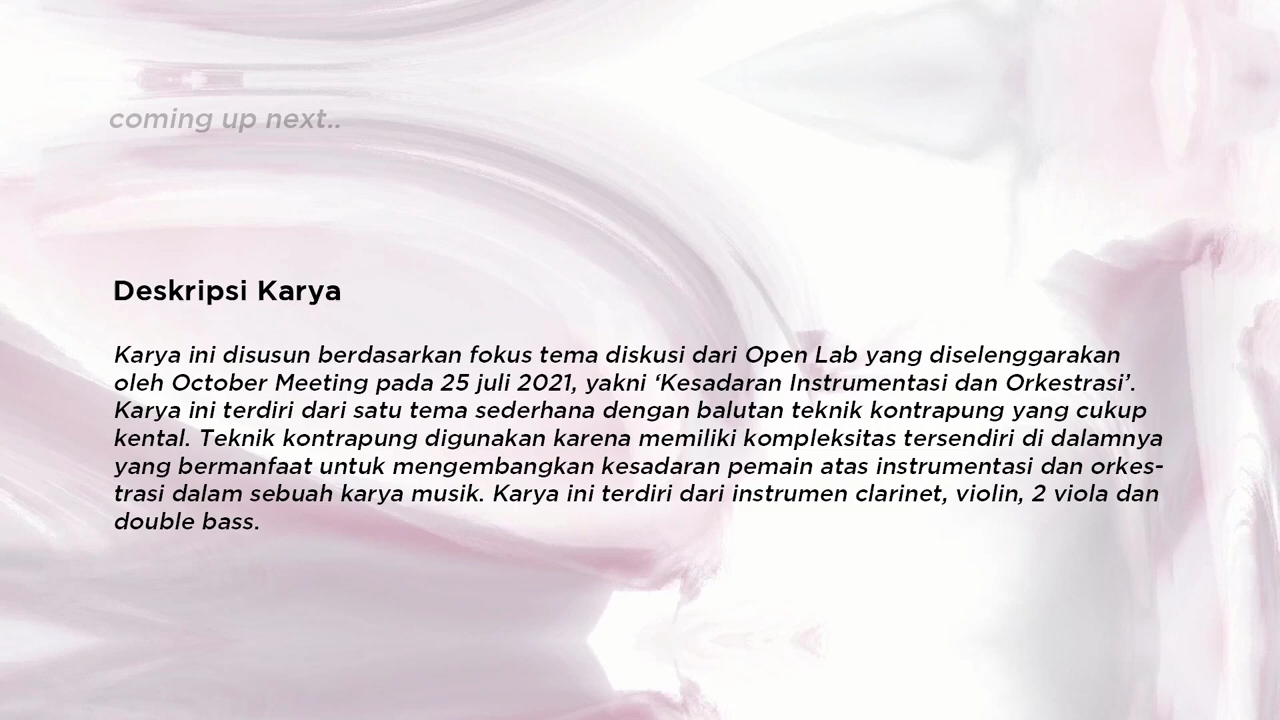 coming up next..
Deskripsi Karya
Karya ini disusun berdasarkan fokus tema diskusi dari Open Lab yang diselenggarakan
oleh October Meeting pada 25 juli 2021, yakni ‘Kesadaran Instrumentasi dan Orkestrasi’.
Karya ini terdiri dari satu tema sederhana dengan balutan teknik kontrapung yang cukup
kental. Teknik kontrapung digunakan karena memiliki kompleksitas tersendiri di dalamnya
yang bermanfaat untuk mengembangkan kesadaran pemain atas instrumentasi dan orkes-
trasi dalam sebuah karya musik. Karya ini terdiri dari instrumen clarinet, violin, 2 viola dan
double bass.